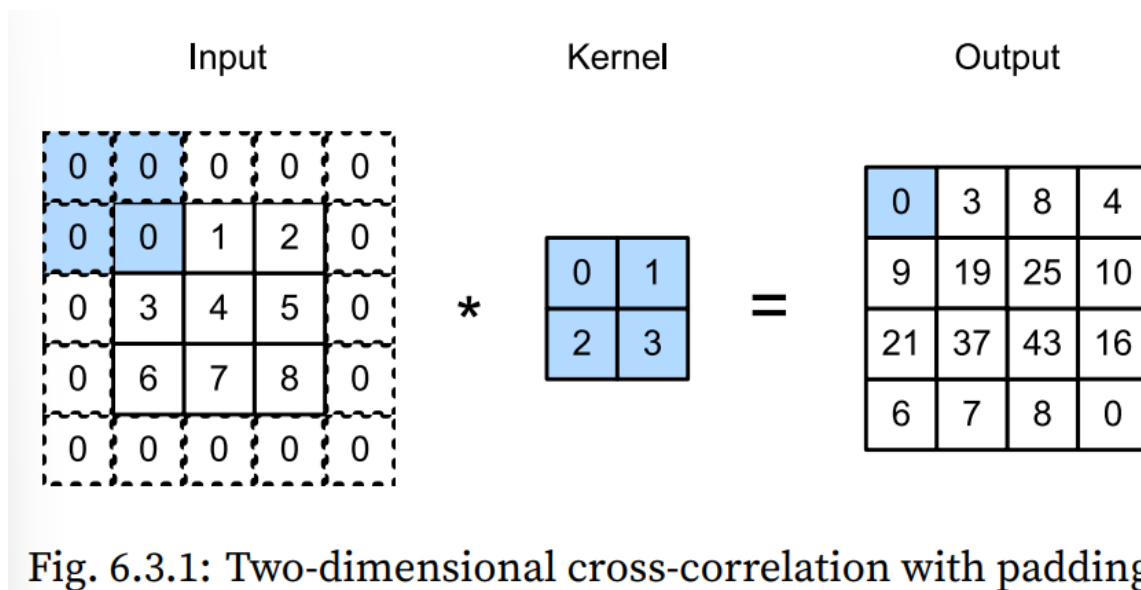 Input Kernel Output
0 0 0 0 0
0 0 1 2 0
0 3 4 5 0
0 6 7 8 0
0 0 0 0 0
*
0 1
2 3
=
0 3 8 4
9 19 25 10
21 37 43 16
6 7 8 0
Fig. 6.3.1: Two-dimensional cross-correlation with padding